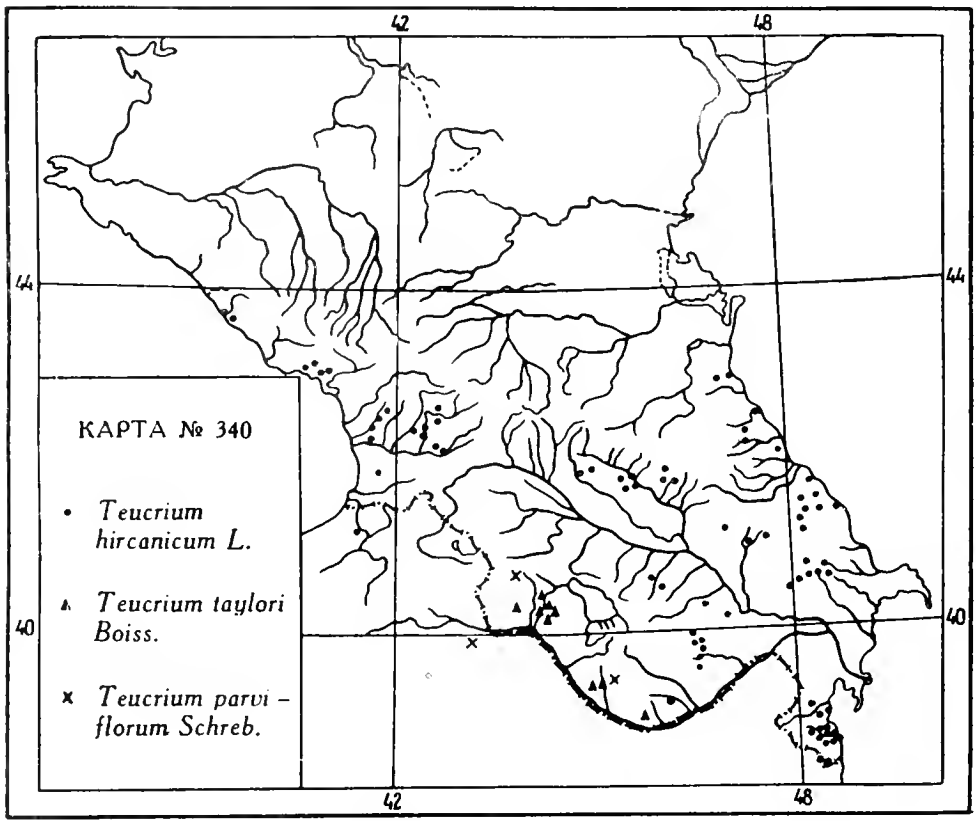 42 48
44 44
КАРТА № 340
• Teucrium
hircanicum L.
▲ Teucrium taylori
Boiss.
× Teucrium parvi –
florum Schreb.
40 40
42 48